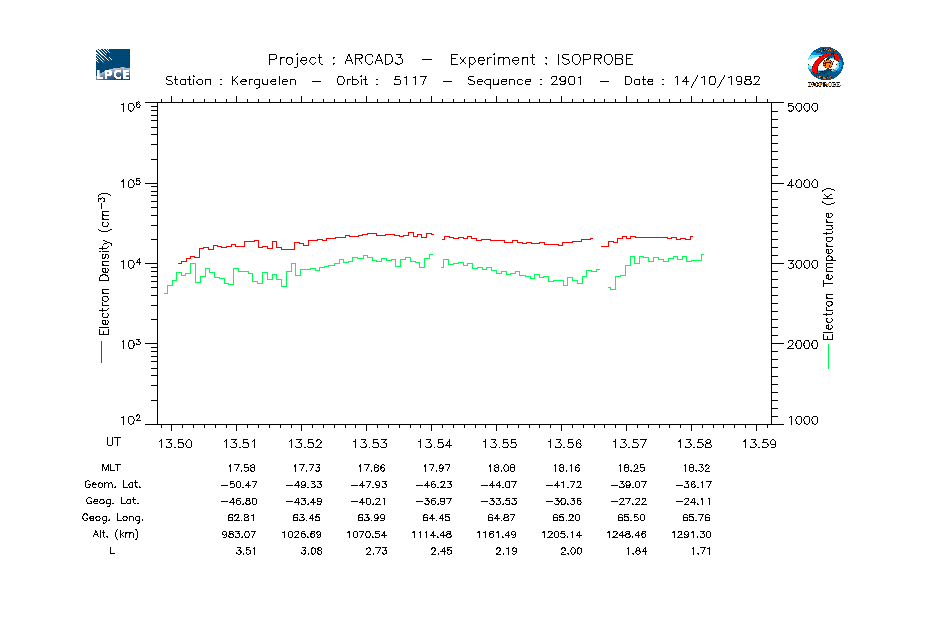 LPCE
Project : ARCAD3 – Experiment : ISOPROBE
Station : Kerguelen – Orbit : 5117 – Sequence : 2901 – Date : 14/10/1982
ISOPROBE
10⁶ 5000
10⁵ 4000
10⁴ 3000
10³ 2000
10² 1000
Electron Density (cm⁻³)
Electron Temperature (K)
UT 13.50 13.51 13.52 13.53 13.54 13.55 13.56 13.57 13.58 13.59
MLT 17.58 17.73 17.86 17.97 18.08 18.16 18.25 18.32
Geom. Lat. −50.47 −49.33 −47.93 −46.23 −44.07 −41.72 −39.07 −36.17
Geog. Lat. −46.80 −43.49 −40.21 −36.97 −33.53 −30.36 −27.22 −24.11
Geog. Long. 62.81 63.45 63.99 64.45 64.87 65.20 65.50 65.76
Alt. (km) 983.07 1026.69 1070.54 1114.48 1161.49 1205.14 1248.46 1291.30
L 3.51 3.08 2.73 2.45 2.19 2.00 1.84 1.71